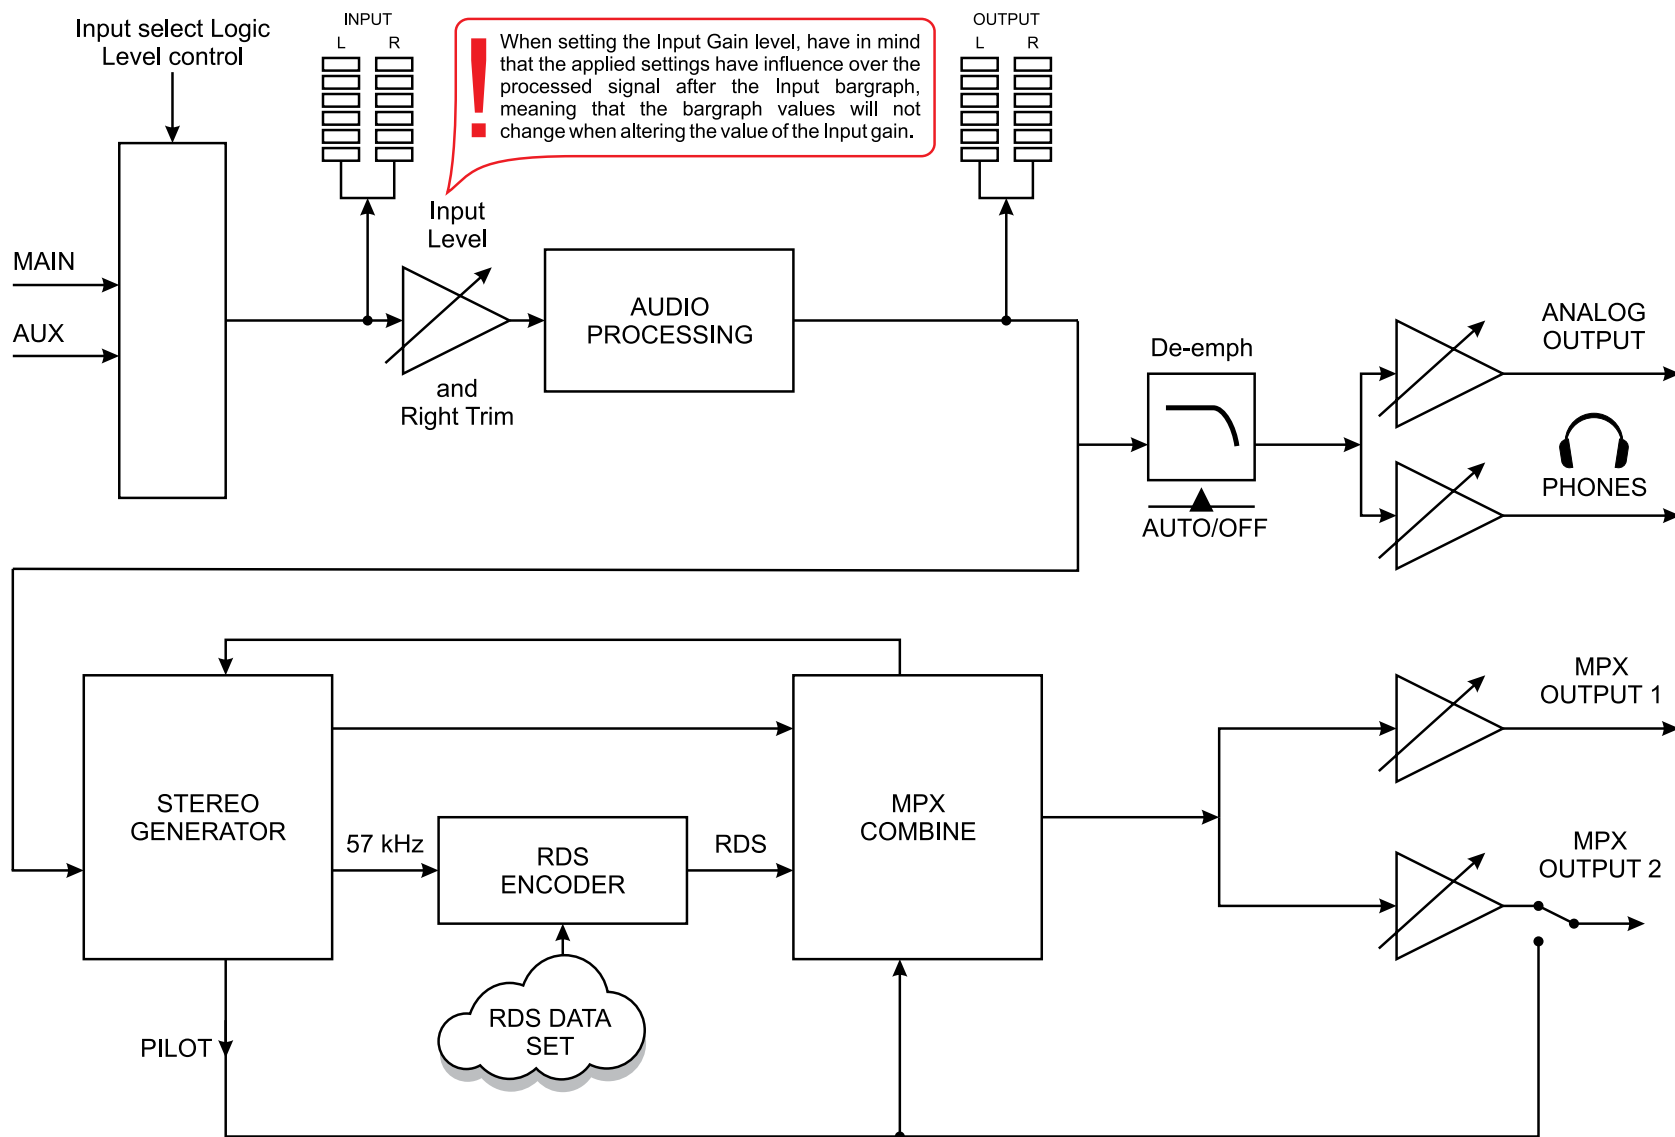 Input select Logic
Level control
INPUT
L R
! When setting the Input Gain level, have in mind
that the applied settings have influence over the
processed signal after the Input bargraph,
meaning that the bargraph values will not
change when altering the value of the Input gain.
OUTPUT
L R
MAIN
AUX
Input
Level
and
Right Trim
AUDIO
PROCESSING
De-emph
AUTO/OFF
ANALOG
OUTPUT
PHONES
STEREO
GENERATOR
57 kHz
RDS
ENCODER
RDS
MPX
COMBINE
MPX
OUTPUT 1
MPX
OUTPUT 2
RDS DATA
SET
PILOT